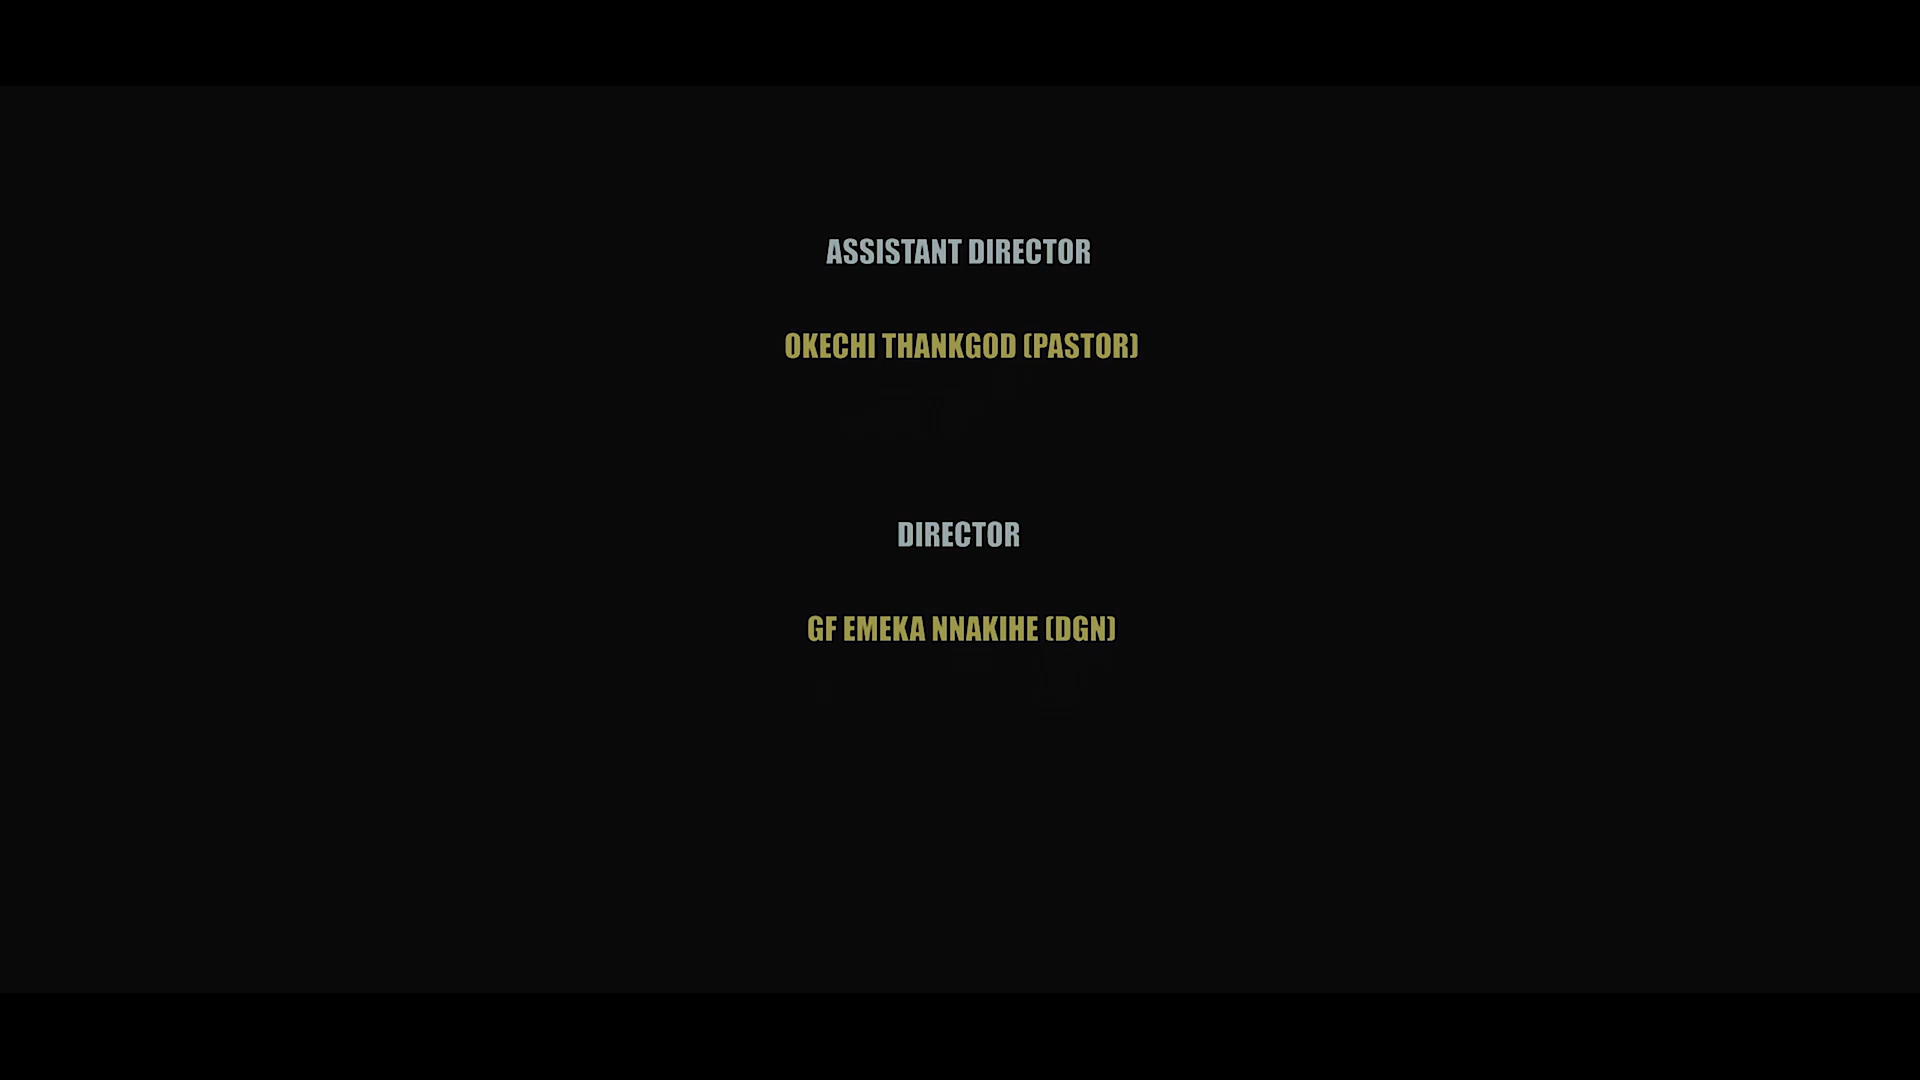 ASSISTANT DIRECTOR
OKECHI THANKGOD (PASTOR)
DIRECTOR
GF EMEKA NNAKIHE (DGN)